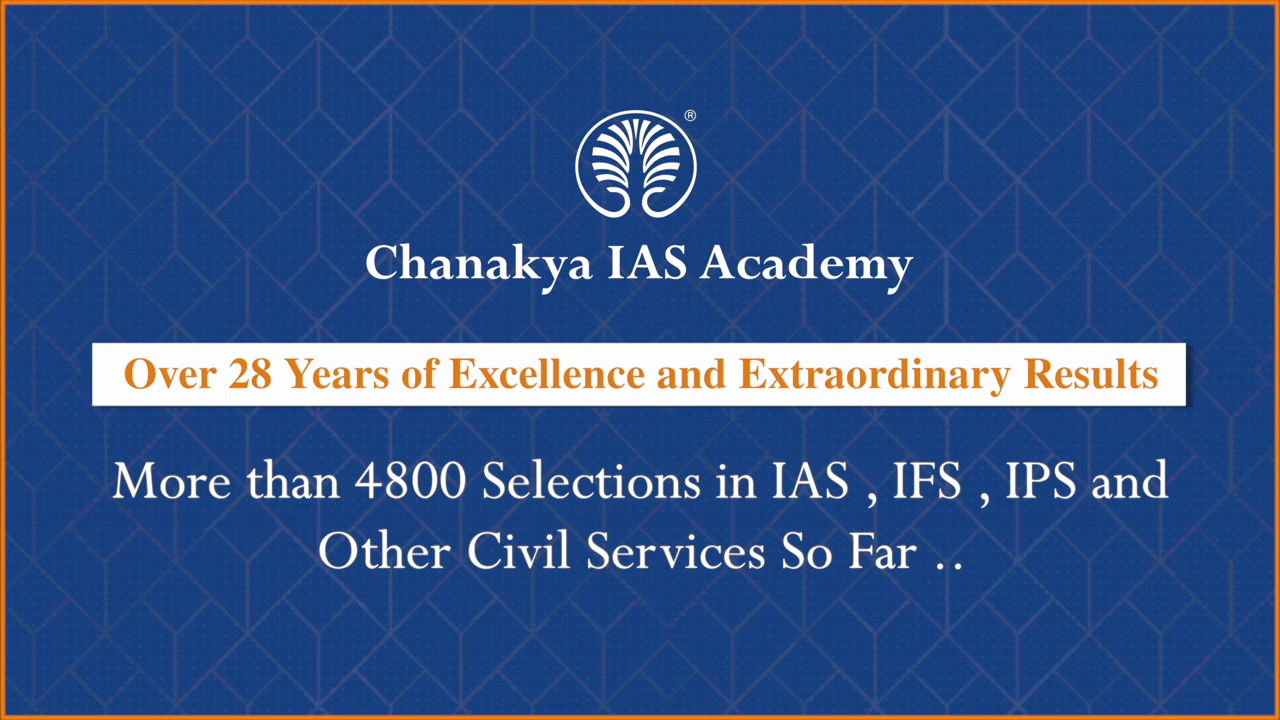 ®
Chanakya IAS Academy
Over 28 Years of Excellence and Extraordinary Results
More than 4800 Selections in IAS , IFS , IPS and
Other Civil Services So Far ..